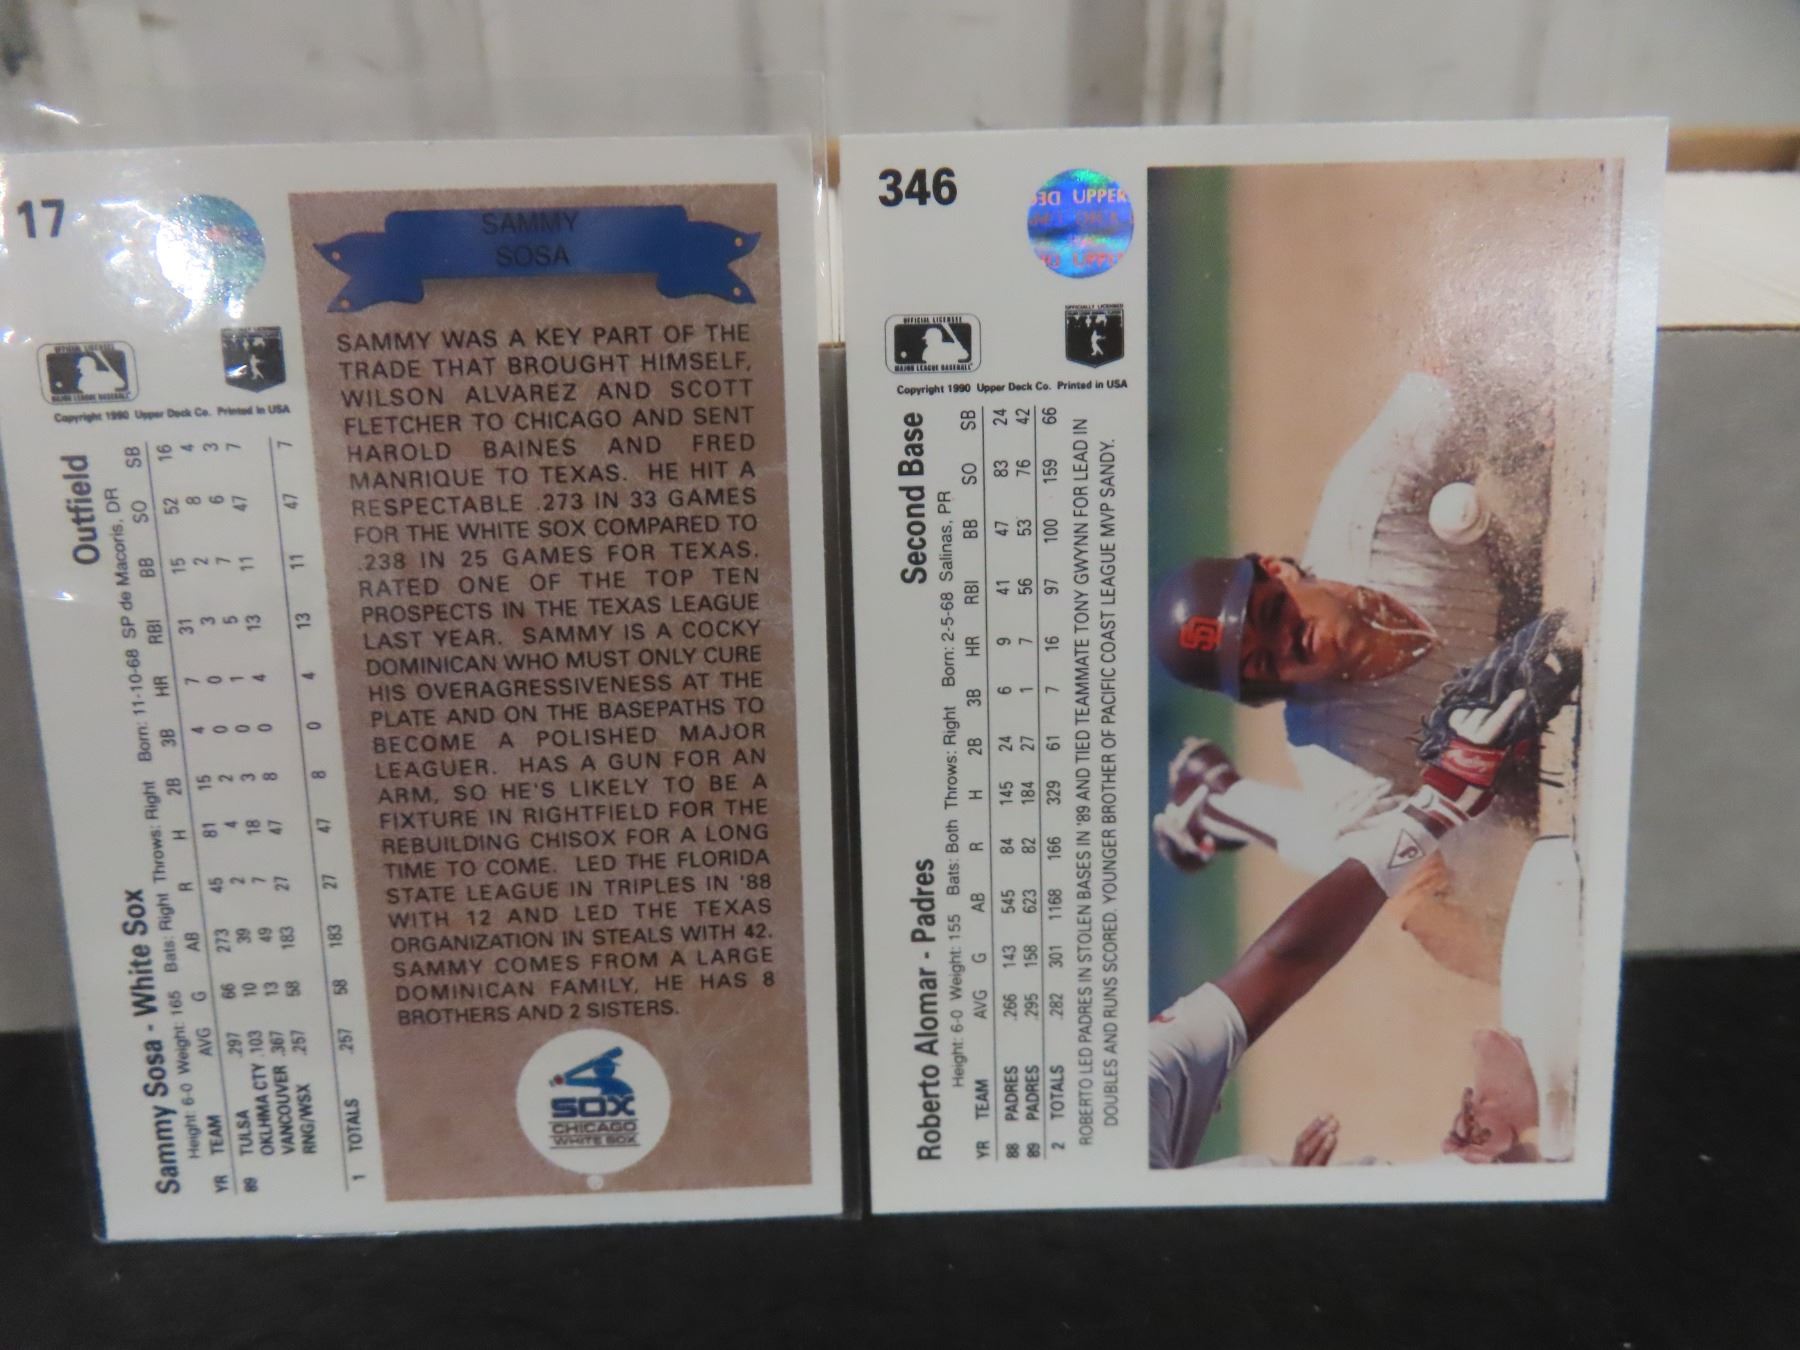 17
SAMMY
SOSA
SAMMY WAS A KEY PART OF THE
TRADE THAT BROUGHT HIMSELF,
WILSON ALVAREZ AND SCOTT
FLETCHER TO CHICAGO AND SENT
HAROLD BAINES AND FRED
MANRIQUE TO TEXAS. HE HIT A
RESPECTABLE .273 IN 33 GAMES
FOR THE WHITE SOX COMPARED TO
.238 IN 25 GAMES FOR TEXAS.
RATED ONE OF THE TOP TEN
PROSPECTS IN THE TEXAS LEAGUE
LAST YEAR. SAMMY IS A COCKY
DOMINICAN WHO MUST ONLY CURE
HIS OVERAGRESSIVENESS AT THE
PLATE AND ON THE BASEPATHS TO
BECOME A POLISHED MAJOR
LEAGUER. HAS A GUN FOR AN
ARM, SO HE'S LIKELY TO BE A
FIXTURE IN RIGHTFIELD FOR THE
REBUILDING CHISOX FOR A LONG
TIME TO COME. LED THE FLORIDA
STATE LEAGUE IN TRIPLES IN '88
WITH 12 AND LED THE TEXAS
ORGANIZATION IN STEALS WITH 42.
SAMMY COMES FROM A LARGE
DOMINICAN FAMILY, HE HAS 8
BROTHERS AND 2 SISTERS.
SOX
CHICAGO
WHITE SOX
OFFICIAL LICENSEE
MAJOR LEAGUE BASEBALL
Copyright 1990 Upper Deck Co. Printed in USA
Sammy Sosa - White Sox Outfield
Height: 6-0 Weight: 165 Bats: Right Throws: Right Born: 11-10-68 SP de Macoris, DR
YR TEAM AVG G AB R H 2B 3B HR RBI BB SO SB
89 TULSA .297 66 273 45 81 15 4 7 31 15 52 16
OKLHMA CTY .103 10 39 2 4 2 0 0 3 2 8 4
VANCOUVER .367 13 49 7 18 3 0 1 5 7 6 3
RNG/WSX .257 58 183 27 47 8 0 4 13 11 47 7
1 TOTALS .257 58 183 27 47 8 0 4 13 11 47 7
346
UPPER
OFFICIAL LICENSEE
MAJOR LEAGUE BASEBALL
OFFICIALLY LICENSED
Copyright 1990 Upper Deck Co. Printed in USA
Roberto Alomar - Padres Second Base
Height: 6-0 Weight: 155 Bats: Both Throws: Right Born: 2-5-68 Salinas, PR
YR TEAM AVG G AB R H 2B 3B HR RBI BB SO SB
88 PADRES .266 143 545 84 145 24 6 9 41 47 83 24
89 PADRES .295 158 623 82 184 27 1 7 56 53 76 42
2 TOTALS .282 301 1168 166 329 61 7 16 97 100 159 66
ROBERTO LED PADRES IN STOLEN BASES IN '89 AND TIED TEAMMATE TONY GWYNN FOR LEAD IN
DOUBLES AND RUNS SCORED. YOUNGER BROTHER OF PACIFIC COAST LEAGUE MVP SANDY.
SD